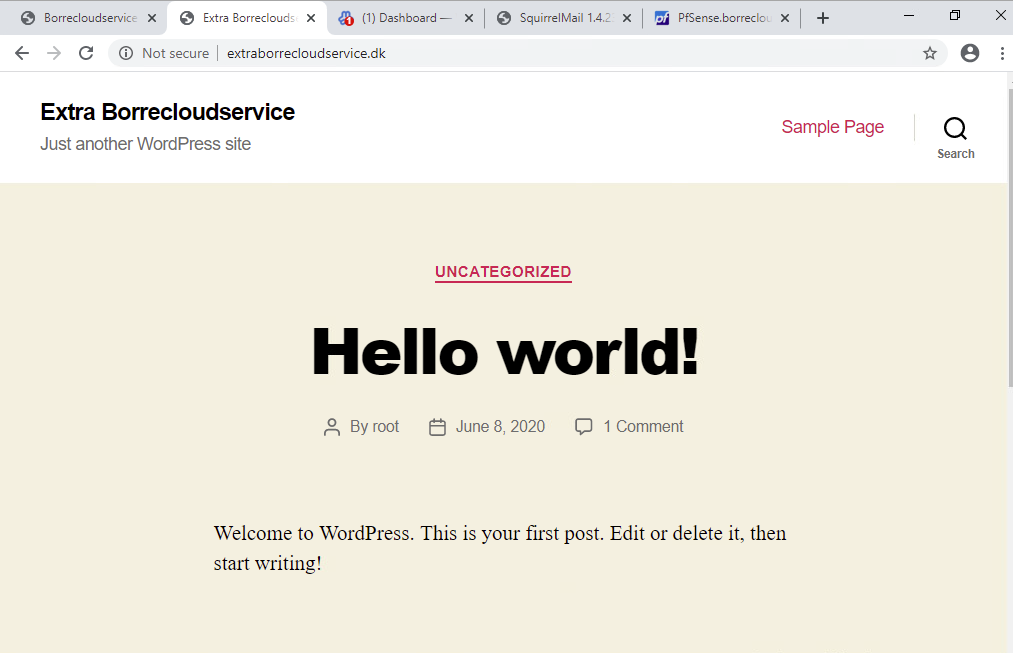 Borrecloudservice
Extra Borreclouds
(1) Dashboard —
SquirrelMail 1.4.2
PfSense.borreclou
Not secure
extraborrecloudservice.dk
Extra Borrecloudservice
Just another WordPress site
Sample Page
Search
UNCATEGORIZED
Hello world!
By root June 8, 2020 1 Comment
Welcome to WordPress. This is your first post. Edit or delete it, then
start writing!